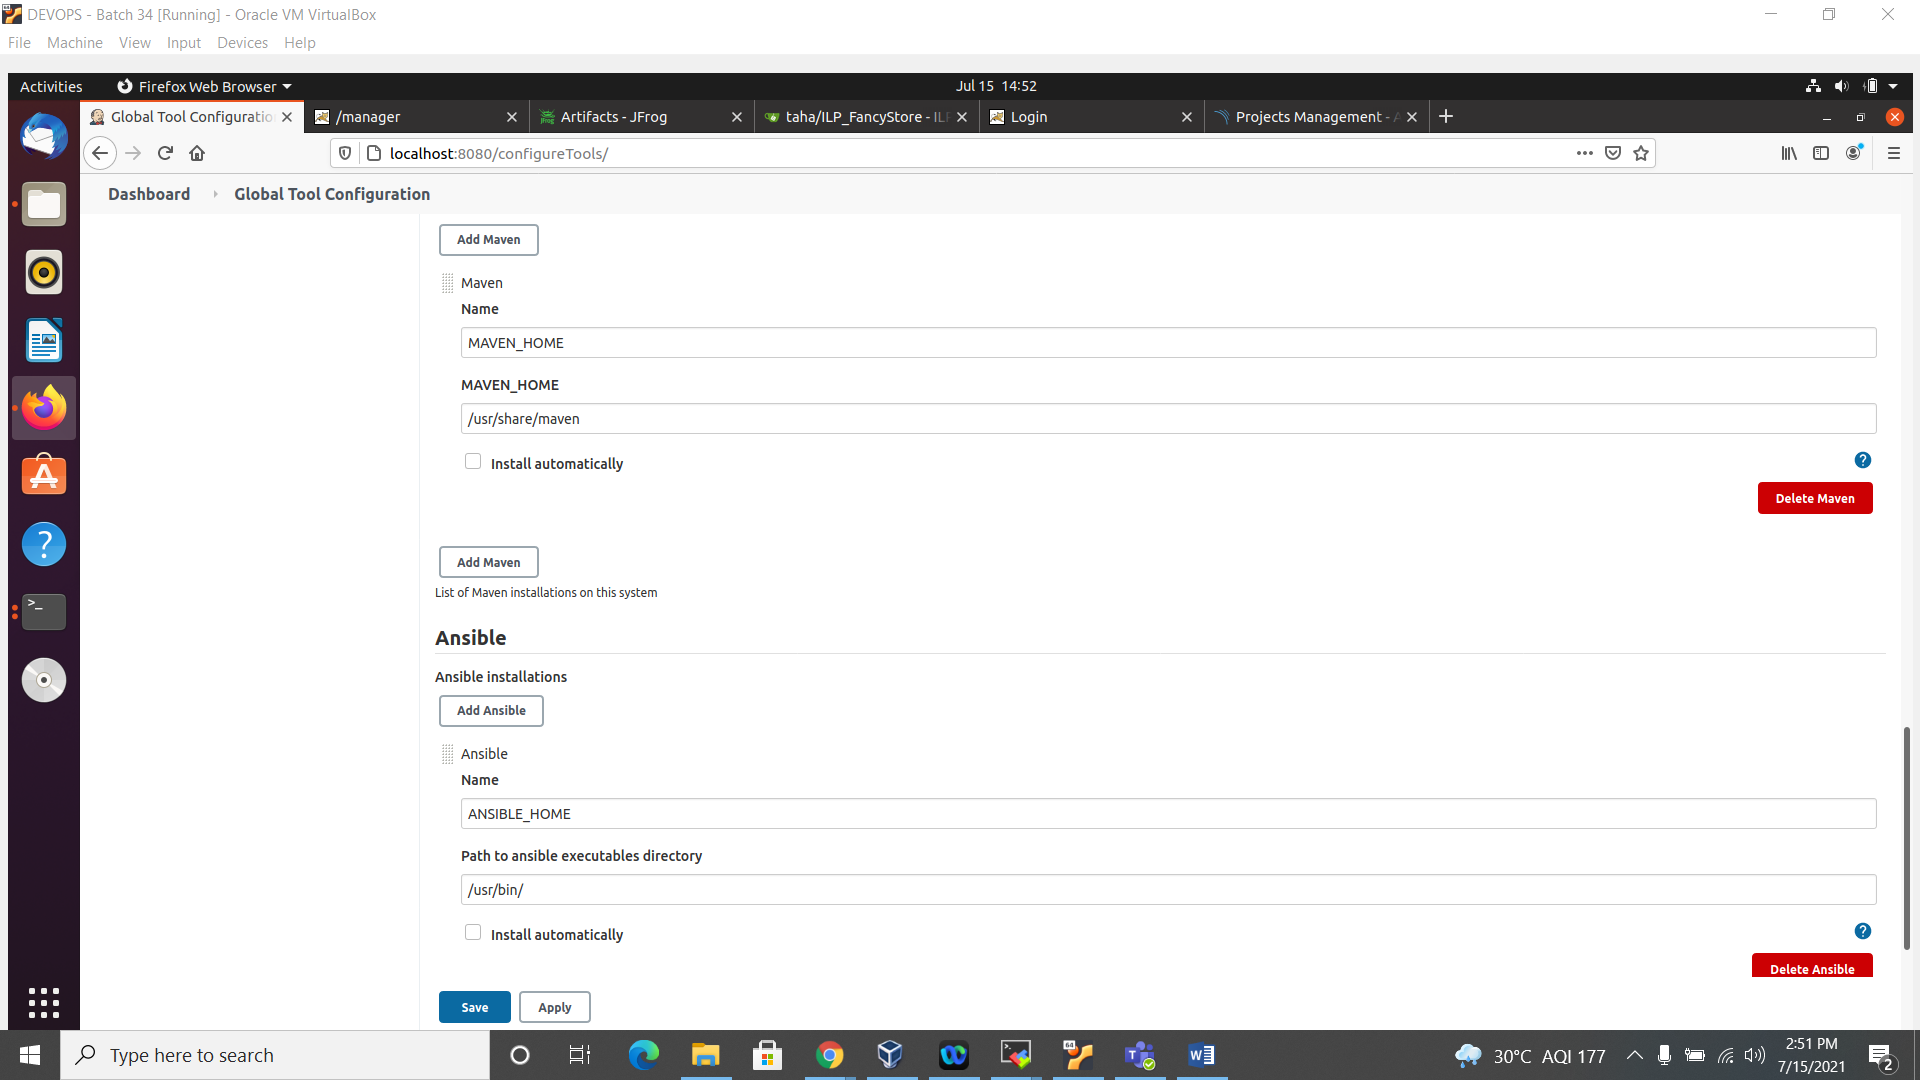 DEVOPS - Batch 34 [Running] - Oracle VM VirtualBox
File Machine View Input Devices Help
Activities Firefox Web Browser Jul 15 14:52
Global Tool Configuratio /manager Artifacts - JFrog taha/ILP_FancyStore - ILP Login Projects Management - A
localhost:8080/configureTools/
Dashboard Global Tool Configuration
Add Maven
Maven
Name
MAVEN_HOME
MAVEN_HOME
/usr/share/maven
Install automatically
Delete Maven
Add Maven
List of Maven installations on this system
Ansible
Ansible installations
Add Ansible
Ansible
Name
ANSIBLE_HOME
Path to ansible executables directory
/usr/bin/
Install automatically
Delete Ansible
Save Apply
Type here to search
30°C AQI 177
2:51 PM
7/15/2021
2